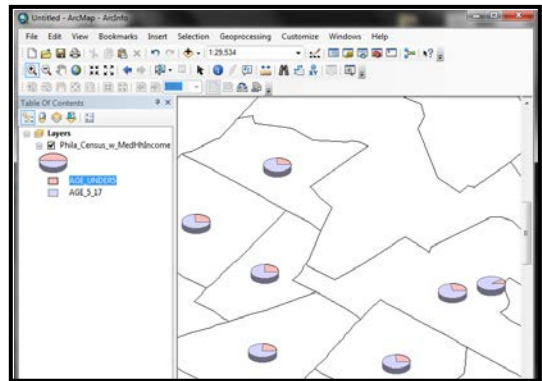 Untitled - ArcMap - ArcInfo
File Edit View Bookmarks Insert Selection Geoprocessing Customize Windows Help
1:29,534
Table Of Contents
Layers
Phila_Census_w_MedHhIncome
AGE_UNDER5
AGE_5_17